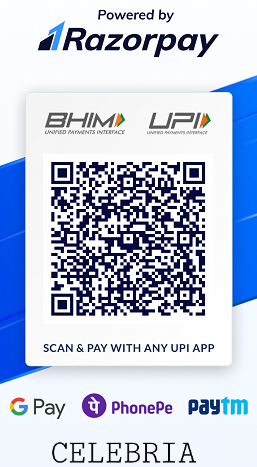 Powered by
Razorpay
BHIM UPI
UNIFIED PAYMENTS INTERFACE UNIFIED PAYMENTS INTERFACE
SCAN & PAY WITH ANY UPI APP
G Pay पे PhonePe paytm
CELEBRIA